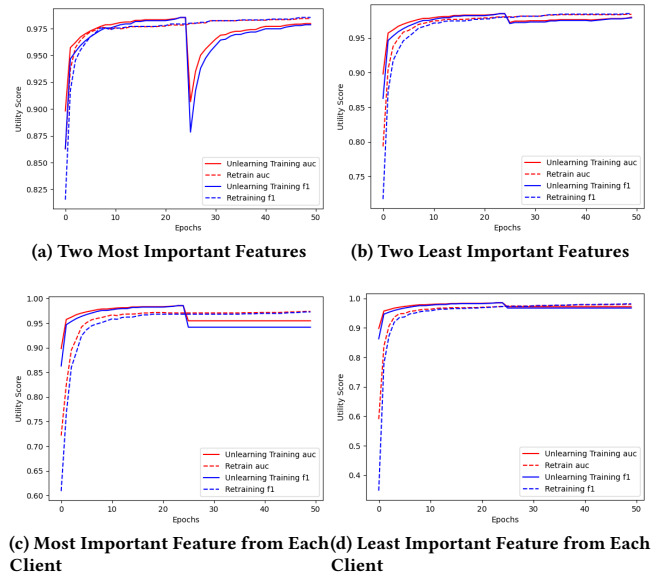 0.975
0.950
0.925
0.900
0.875
0.850
0.825
Utility Score
0 10 20 30 40 50
Epochs
Unlearning Training auc
Retrain auc
Unlearning Training f1
Retraining f1
(a) Two Most Important Features
0.95
0.90
0.85
0.80
0.75
Utility Score
0 10 20 30 40 50
Epochs
Unlearning Training auc
Retrain auc
Unlearning Training f1
Retraining f1
(b) Two Least Important Features
1.00
0.95
0.90
0.85
0.80
0.75
0.70
0.65
0.60
Utility Score
0 10 20 30 40 50
Epochs
Unlearning Training auc
Retrain auc
Unlearning Training f1
Retraining f1
(c) Most Important Feature from Each
Client
1.0
0.9
0.8
0.7
0.6
0.5
0.4
Utility Score
0 10 20 30 40 50
Epochs
Unlearning Training auc
Retrain auc
Unlearning Training f1
Retraining f1
(d) Least Important Feature from Each
Client